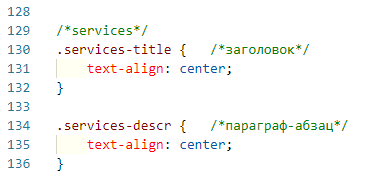 128
129 /*services*/
130 .services-title { /*заголовок*/
131 text-align: center;
132 }
133
134 .services-descr { /*параграф-абзац*/
135 text-align: center;
136 }